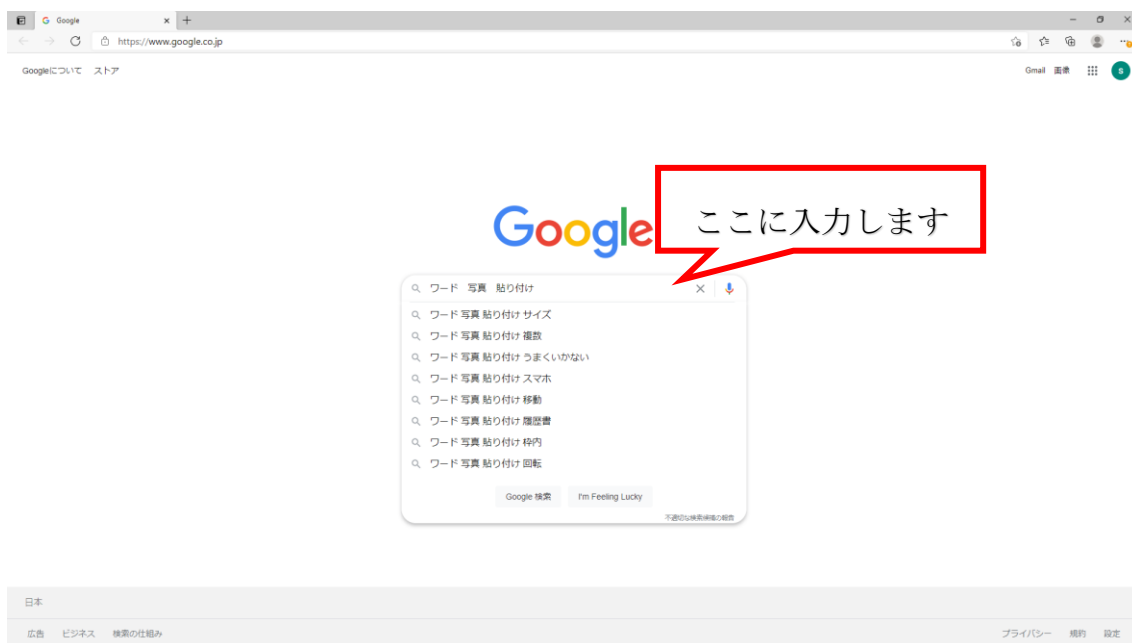 Google
https://www.google.co.jp
Googleについて ストア
Gmail 画像
S
Google
ここに入力します
ワード　写真　貼り付け
ワード 写真 貼り付け サイズ
ワード 写真 貼り付け 複数
ワード 写真 貼り付け うまくいかない
ワード 写真 貼り付け スマホ
ワード 写真 貼り付け 移動
ワード 写真 貼り付け 履歴書
ワード 写真 貼り付け 枠内
ワード 写真 貼り付け 回転
Google 検索 I'm Feeling Lucky
不適切な検索候補の報告
日本
広告 ビジネス 検索の仕組み
プライバシー 規約 設定